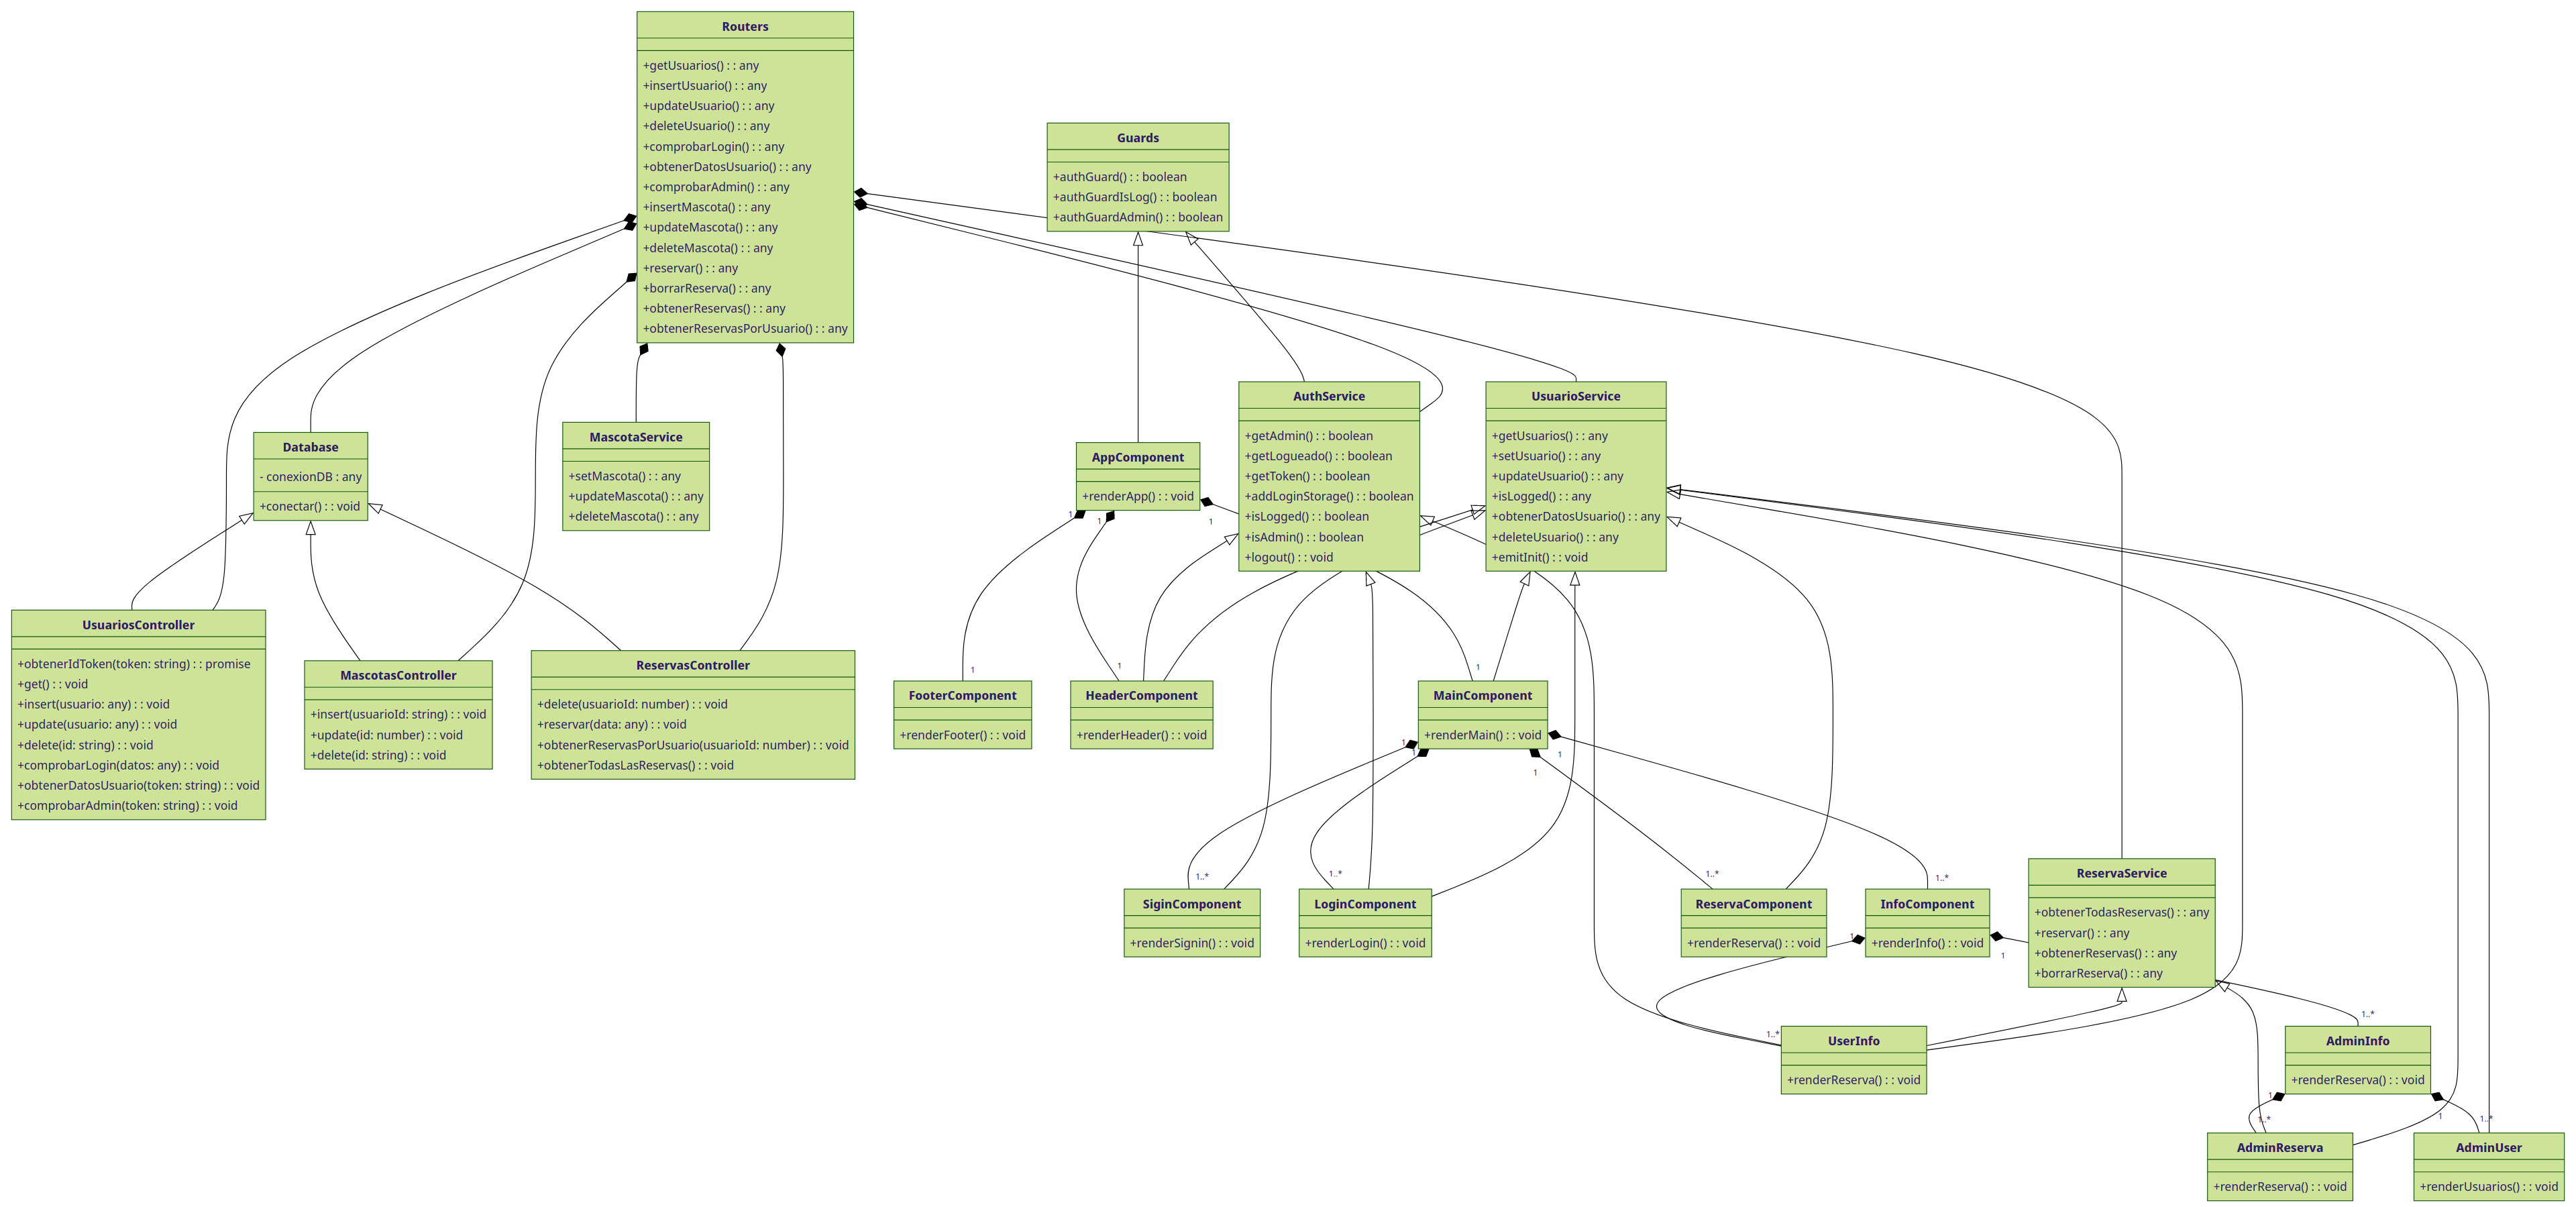 Routers
+getUsuarios() : : any
+insertUsuario() : : any
+updateUsuario() : : any
+deleteUsuario() : : any
+comprobarLogin() : : any
+obtenerDatosUsuario() : : any
+comprobarAdmin() : : any
+insertMascota() : : any
+updateMascota() : : any
+deleteMascota() : : any
+reservar() : : any
+borrarReserva() : : any
+obtenerReservas() : : any
+obtenerReservasPorUsuario() : : any
Guards
+authGuard() : : boolean
+authGuardIsLog() : : boolean
+authGuardAdmin() : : boolean
Database
- conexionDB : any
+conectar() : : void
MascotaService
+setMascota() : : any
+updateMascota() : : any
+deleteMascota() : : any
AppComponent
+renderApp() : : void
1
1
1
AuthService
+getAdmin() : : boolean
+getLogueado() : : boolean
+getToken() : : boolean
+addLoginStorage() : : boolean
+isLogged() : : boolean
+isAdmin() : : boolean
+logout() : : void
UsuarioService
+getUsuarios() : : any
+setUsuario() : : any
+updateUsuario() : : any
+isLogged() : : any
+obtenerDatosUsuario() : : any
+deleteUsuario() : : any
+emitInit() : : void
UsuariosController
+obtenerIdToken(token: string) : : promise
+get() : : void
+insert(usuario: any) : : void
+update(usuario: any) : : void
+delete(id: string) : : void
+comprobarLogin(datos: any) : : void
+obtenerDatosUsuario(token: string) : : void
+comprobarAdmin(token: string) : : void
MascotasController
+insert(usuarioId: string) : : void
+update(id: number) : : void
+delete(id: string) : : void
ReservasController
+delete(usuarioId: number) : : void
+reservar(data: any) : : void
+obtenerReservasPorUsuario(usuarioId: number) : : void
+obtenerTodasLasReservas() : : void
1
FooterComponent
+renderFooter() : : void
1
HeaderComponent
+renderHeader() : : void
1
MainComponent
+renderMain() : : void
1
1
1
1
1..*
SiginComponent
+renderSignin() : : void
1..*
LoginComponent
+renderLogin() : : void
1..*
ReservaComponent
+renderReserva() : : void
1..*
InfoComponent
+renderInfo() : : void
1
1
ReservaService
+obtenerTodasReservas() : : any
+reservar() : : any
+obtenerReservas() : : any
+borrarReserva() : : any
1..*
UserInfo
+renderReserva() : : void
1..*
AdminInfo
+renderReserva() : : void
1
1
1..*
AdminReserva
+renderReserva() : : void
1..*
AdminUser
+renderUsuarios() : : void